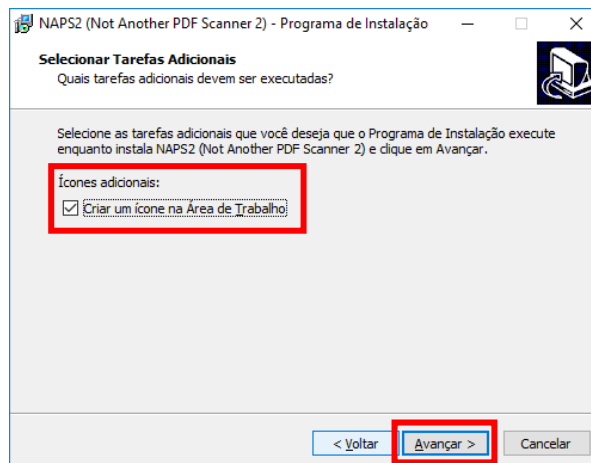 NAPS2 (Not Another PDF Scanner 2) - Programa de Instalação
Selecionar Tarefas Adicionais
Quais tarefas adicionais devem ser executadas?
Selecione as tarefas adicionais que você deseja que o Programa de Instalação execute
enquanto instala NAPS2 (Not Another PDF Scanner 2) e clique em Avançar.
Ícones adicionais:
Criar um ícone na Área de Trabalho
< Voltar
Avançar >
Cancelar